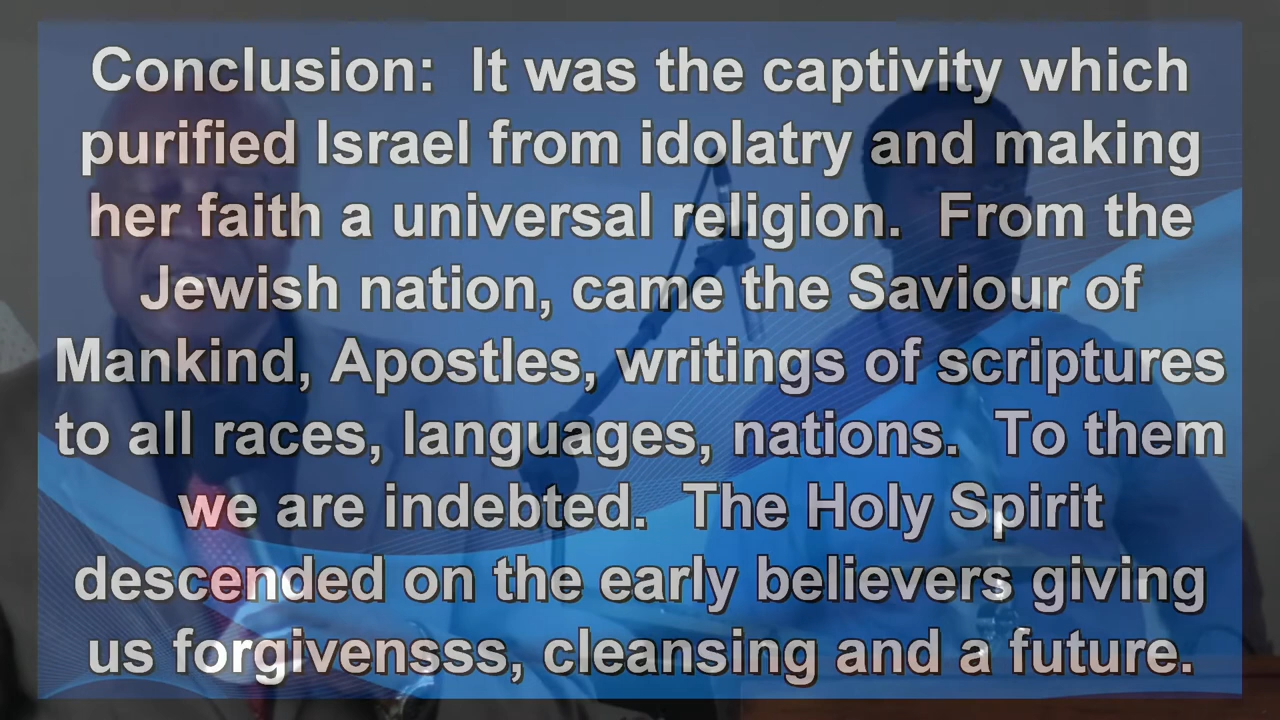 Conclusion:  It was the captivity which
purified Israel from idolatry and making
her faith a universal religion.  From the
Jewish nation, came the Saviour of
Mankind, Apostles, writings of scriptures
to all races, languages, nations.  To them
we are indebted.  The Holy Spirit
descended on the early believers giving
us forgivensss, cleansing and a future.